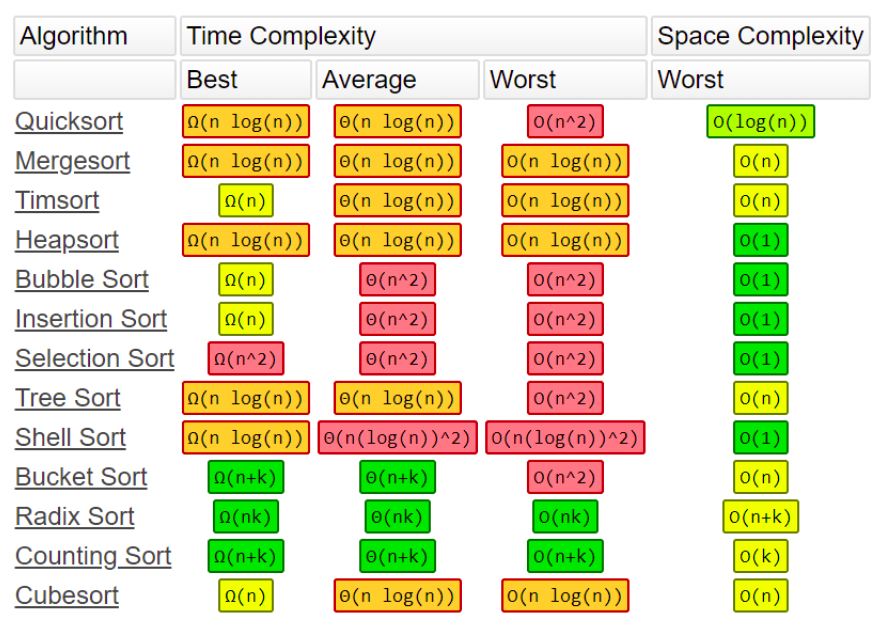 Algorithm Time Complexity Space Complexity
Best Average Worst Worst
Quicksort Ω(n log(n)) Θ(n log(n)) O(n^2) O(log(n))
Mergesort Ω(n log(n)) Θ(n log(n)) O(n log(n)) O(n)
Timsort Ω(n) Θ(n log(n)) O(n log(n)) O(n)
Heapsort Ω(n log(n)) Θ(n log(n)) O(n log(n)) O(1)
Bubble Sort Ω(n) Θ(n^2) O(n^2) O(1)
Insertion Sort Ω(n) Θ(n^2) O(n^2) O(1)
Selection Sort Ω(n^2) Θ(n^2) O(n^2) O(1)
Tree Sort Ω(n log(n)) Θ(n log(n)) O(n^2) O(n)
Shell Sort Ω(n log(n)) Θ(n(log(n))^2) O(n(log(n))^2) O(1)
Bucket Sort Ω(n+k) Θ(n+k) O(n^2) O(n)
Radix Sort Ω(nk) Θ(nk) O(nk) O(n+k)
Counting Sort Ω(n+k) Θ(n+k) O(n+k) O(k)
Cubesort Ω(n) Θ(n log(n)) O(n log(n)) O(n)